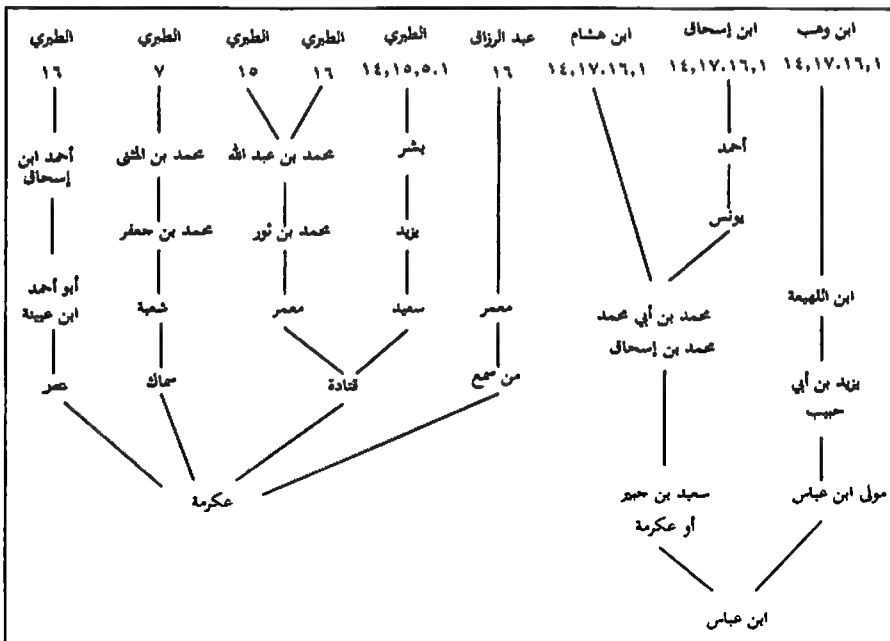 ابن وهب
ابن إسحاق
ابن هشام
عبد الرزاق
الطبري
الطبري
الطبري
الطبري
الطبري
١٤,١٧.١٦,١
١٤,١٧.١٦,١
١٤,١٧.١٦,١
١٦
١٤,١٥,٥.١
١٦
١٥
٧
١٦
أحمد
بشر
محمد بن عبد الله
محمد بن المثنى
أحمد ابن
إسحاق
يونس
يزيد
محمد بن ثور
محمد بن جعفر
ابن اللهيعة
محمد بن أبي محمد
محمد بن إسحاق
معمر
سعيد
معمر
شعبة
أبو أحمد
ابن عيينة
يزيد بن أبي
حبيب
من سمع
قتادة
سماك
مولى ابن عباس
سعيد بن جبير
أو عكرمة
عكرمة
ابن عباس